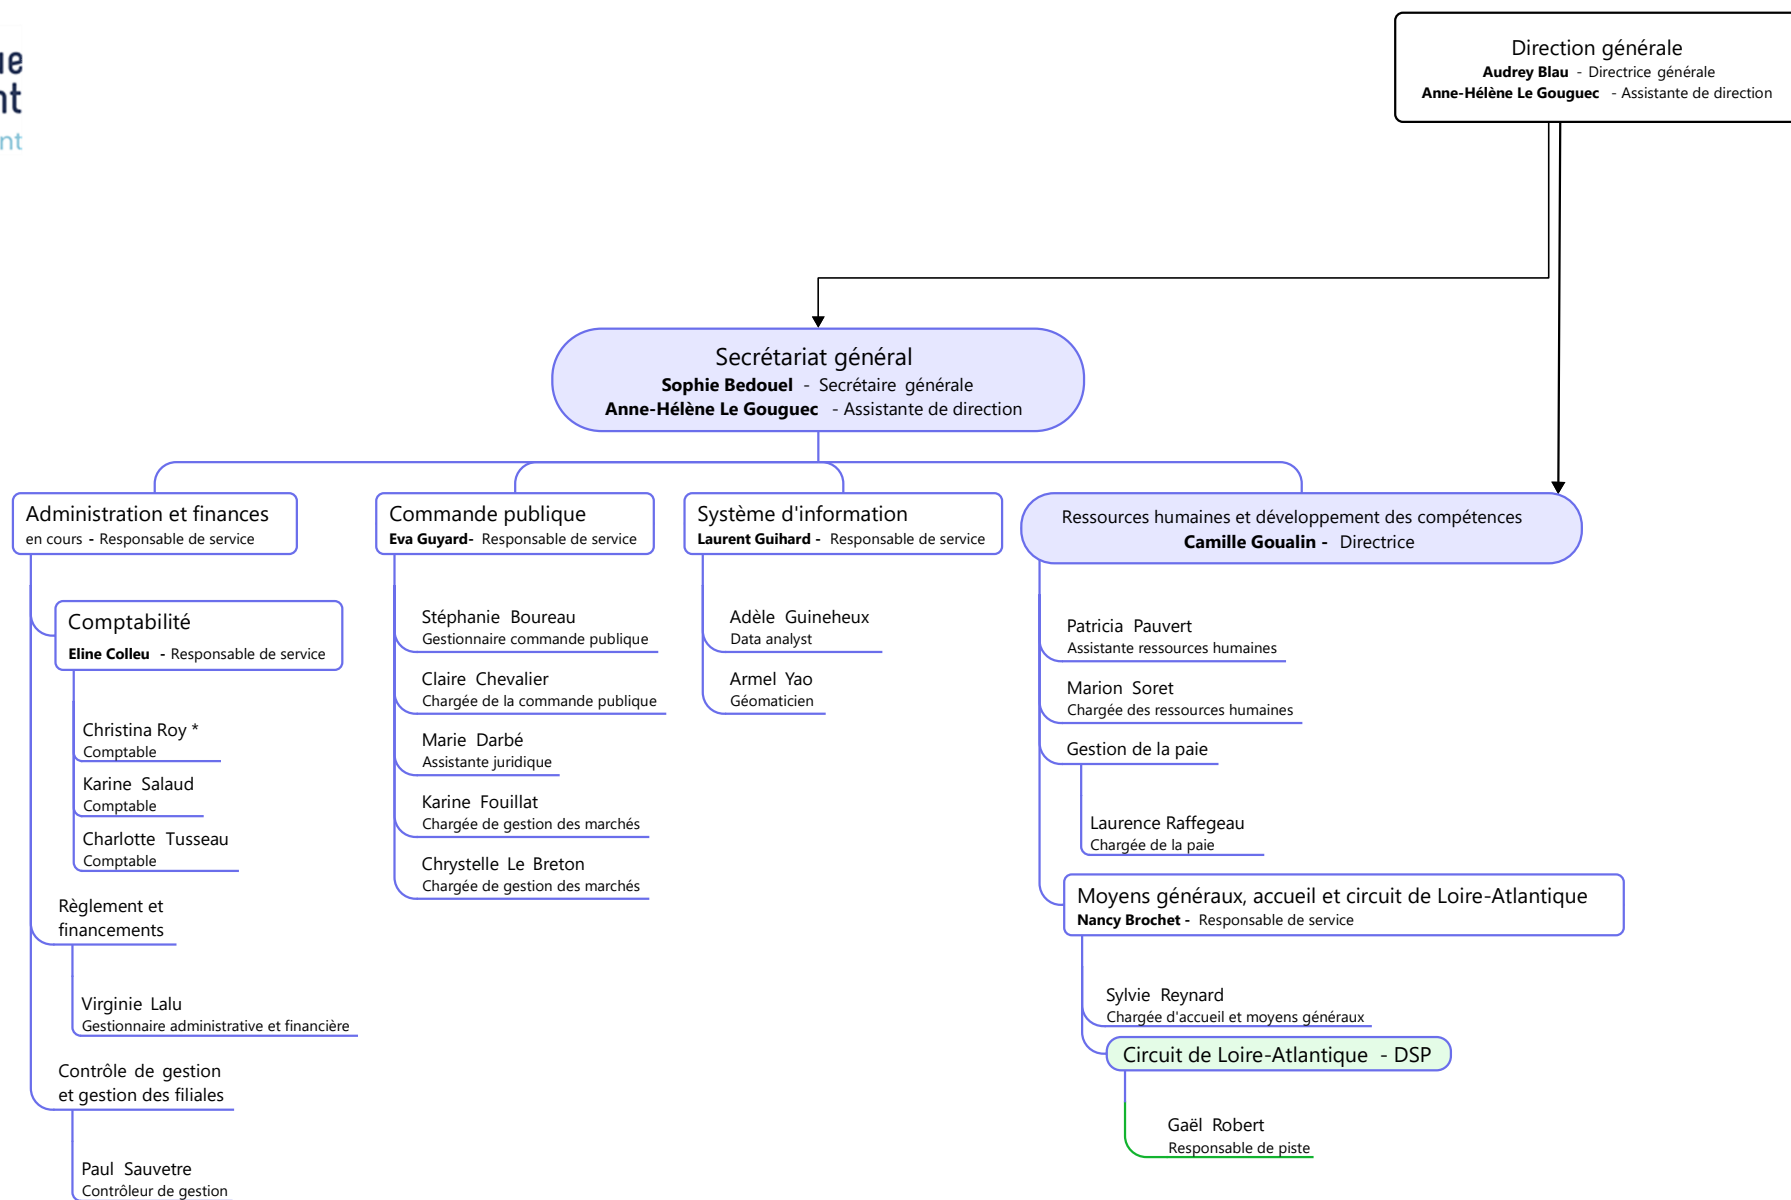 ue
nt
nt
Direction générale
Audrey Blau - Directrice générale
Anne-Hélène Le Gouguec - Assistante de direction
Secrétariat général
Sophie Bedouel - Secrétaire générale
Anne-Hélène Le Gouguec - Assistante de direction
Administration et finances
en cours - Responsable de service
Comptabilité
Eline Colleu - Responsable de service
Christina Roy *
Comptable
Karine Salaud
Comptable
Charlotte Tusseau
Comptable
Règlement et
financements
Virginie Lalu
Gestionnaire administrative et financière
Contrôle de gestion
et gestion des filiales
Paul Sauvetre
Contrôleur de gestion
Commande publique
Eva Guyard- Responsable de service
Stéphanie Boureau
Gestionnaire commande publique
Claire Chevalier
Chargée de la commande publique
Marie Darbé
Assistante juridique
Karine Fouillat
Chargée de gestion des marchés
Chrystelle Le Breton
Chargée de gestion des marchés
Système d'information
Laurent Guihard - Responsable de service
Adèle Guineheux
Data analyst
Armel Yao
Géomaticien
Ressources humaines et développement des compétences
Camille Goualin - Directrice
Patricia Pauvert
Assistante ressources humaines
Marion Soret
Chargée des ressources humaines
Gestion de la paie
Laurence Raffegeau
Chargée de la paie
Moyens généraux, accueil et circuit de Loire-Atlantique
Nancy Brochet - Responsable de service
Sylvie Reynard
Chargée d'accueil et moyens généraux
Circuit de Loire-Atlantique - DSP
Gaël Robert
Responsable de piste